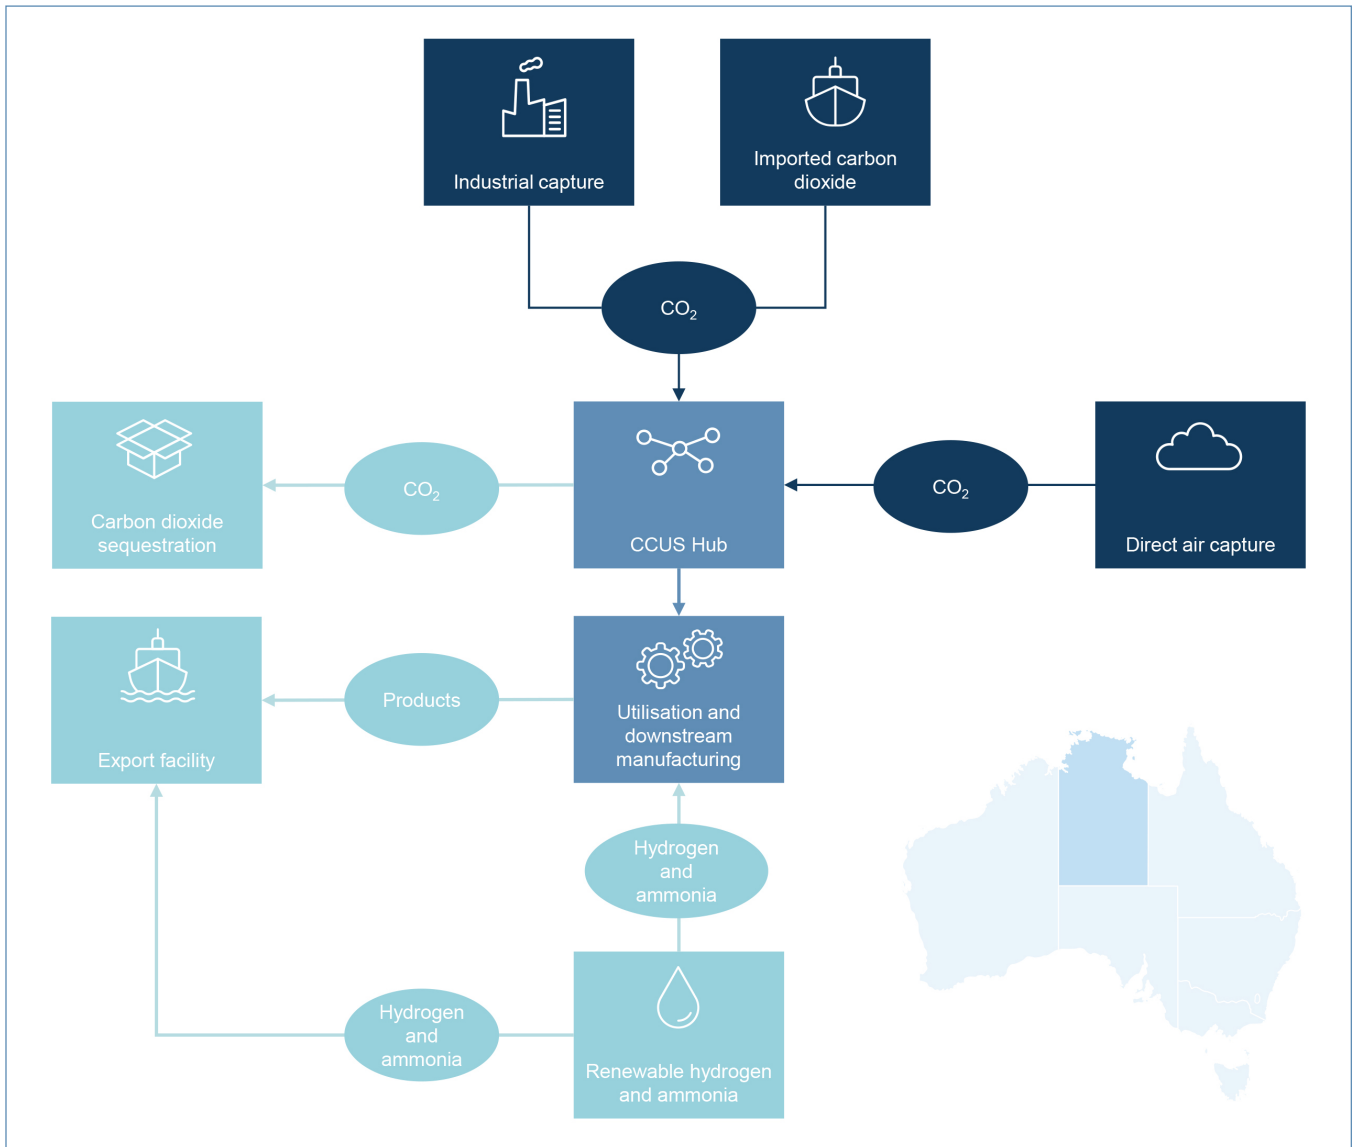 Industrial capture
Imported carbon
dioxide
CO₂
Carbon dioxide
sequestration
CO₂
CCUS Hub
CO₂
Direct air capture
Export facility
Products
Utilisation and
downstream
manufacturing
Hydrogen
and
ammonia
Hydrogen
and
ammonia
Renewable hydrogen
and ammonia